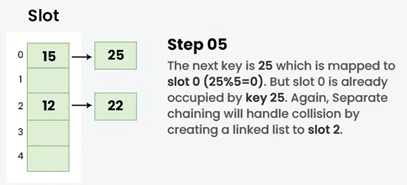 Slot
0 15 25
1
2 12 22
3
4
Step 05
The next key is 25 which is mapped to
slot 0 (25%5=0). But slot 0 is already
occupied by key 25. Again, Separate
chaining will handle collision by
creating a linked list to slot 2.